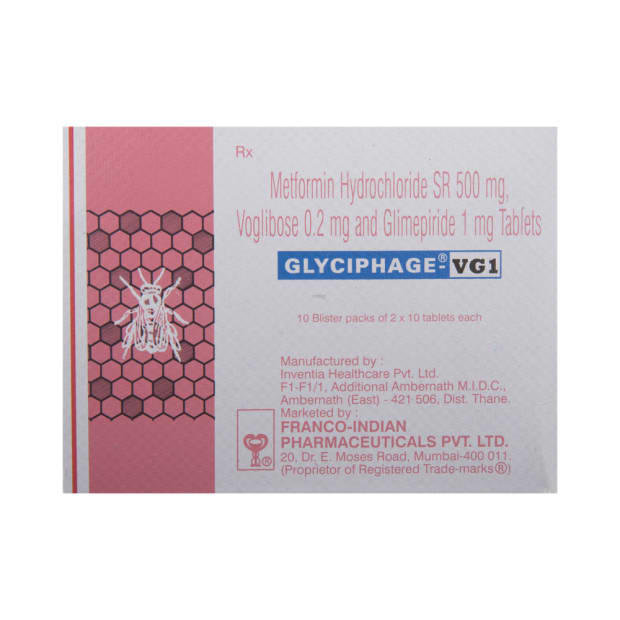 Rx
Metformin Hydrochloride SR 500 mg,
Voglibose 0.2 mg and Glimepiride 1 mg Tablets
GLYCIPHAGE®-VG1
10 Blister packs of 2 x 10 tablets each
Manufactured by :
Inventia Healthcare Pvt. Ltd.
F1-F1/1, Additional Ambernath M.I.D.C.,
Ambernath (East) - 421 506, Dist. Thane.
Marketed by :
FRANCO-INDIAN
PHARMACEUTICALS PVT. LTD.
20, Dr. E. Moses Road, Mumbai-400 011.
(Proprietor of Registered Trade-marks®)
®